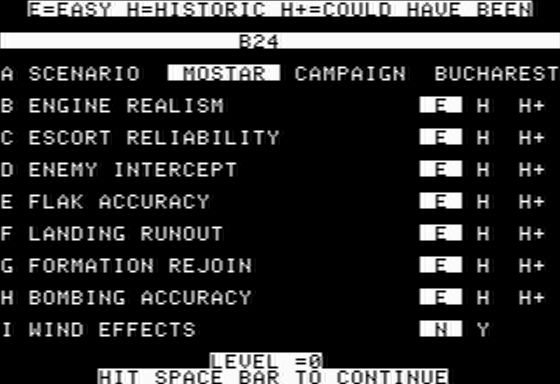 E=EASY H=HISTORIC H+=COULD HAVE BEEN
B24
A SCENARIO MOSTAR CAMPAIGN BUCHAREST
B ENGINE REALISM E H H+
C ESCORT RELIABILITY E H H+
D ENEMY INTERCEPT E H H+
E FLAK ACCURACY E H H+
F LANDING RUNOUT E H H+
G FORMATION REJOIN E H H+
H BOMBING ACCURACY E H H+
I WIND EFFECTS N Y
LEVEL =0
HIT SPACE BAR TO CONTINUE